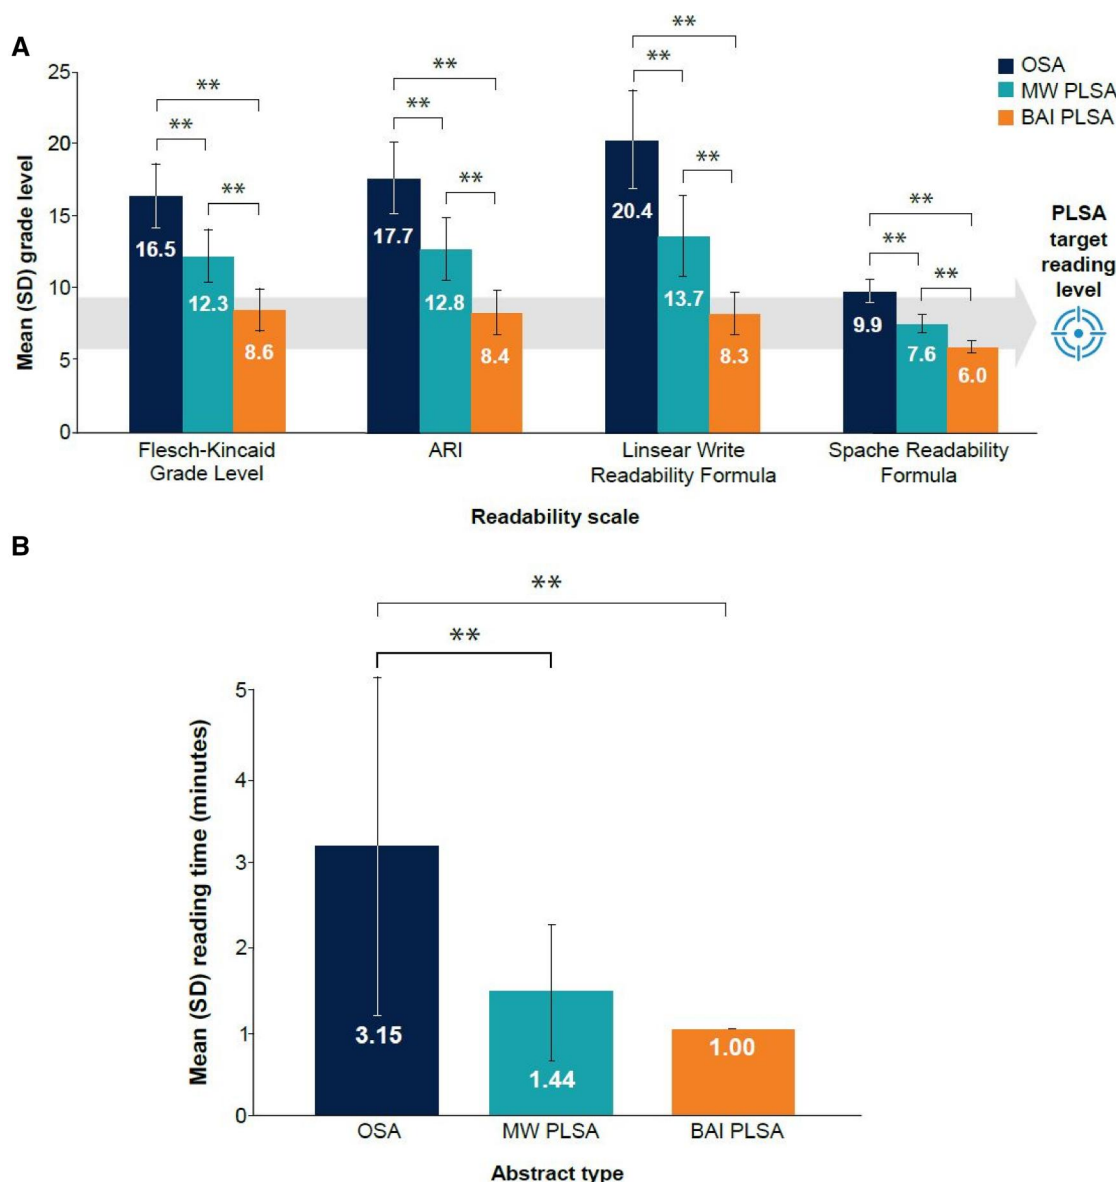 A
**
**
**
**
**
**
**
**
**
**
**
**
25
20
15
10
5
0
Mean (SD) grade level
OSA
MW PLSA
BAI PLSA
16.5
12.3
8.6
17.7
12.8
8.4
20.4
13.7
8.3
9.9
7.6
6.0
PLSA
target
reading
level
Flesch-Kincaid
Grade Level
ARI
Linsear Write
Readability Formula
Spache Readability
Formula
Readability scale
B
**
**
5
4
3
2
1
0
Mean (SD) reading time (minutes)
3.15
1.44
1.00
OSA
MW PLSA
BAI PLSA
Abstract type